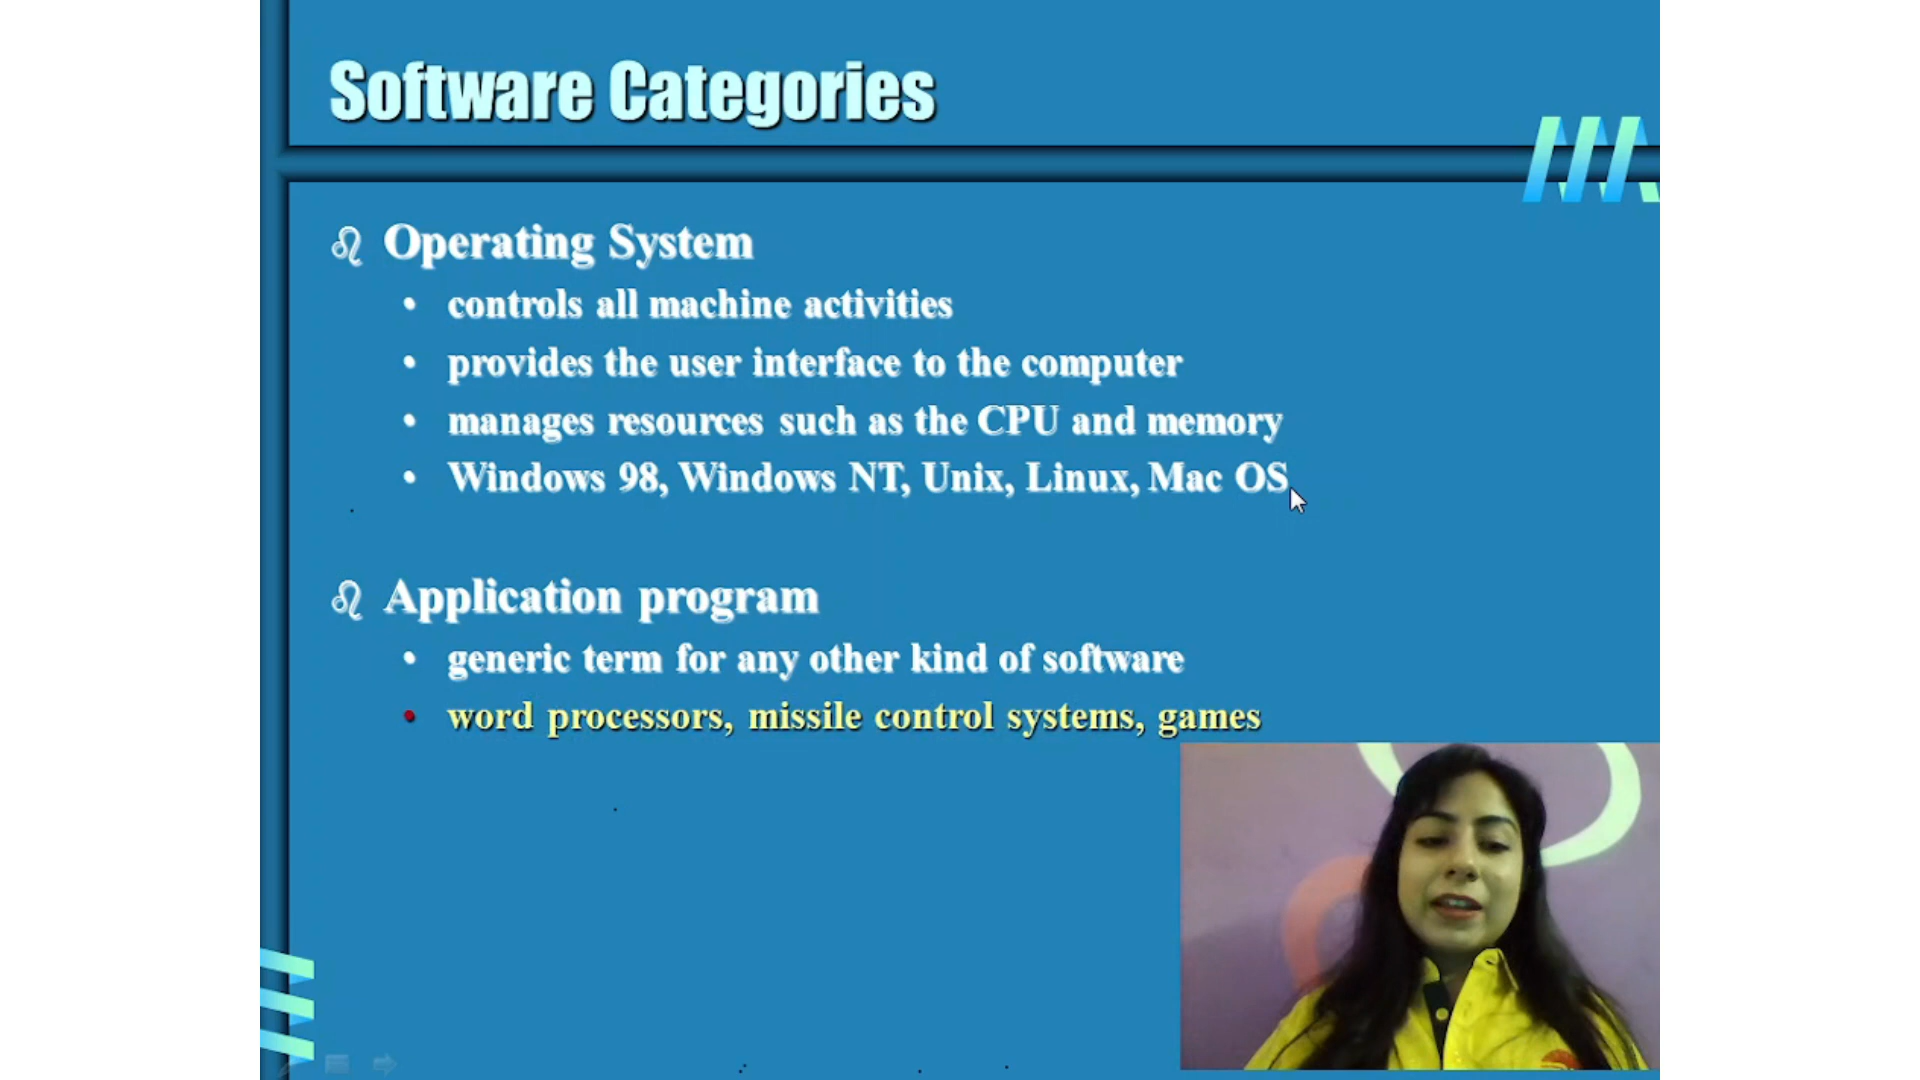 Software Categories
Operating System
• controls all machine activities
• provides the user interface to the computer
• manages resources such as the CPU and memory
• Windows 98, Windows NT, Unix, Linux, Mac OS
Application program
• generic term for any other kind of software
• word processors, missile control systems, games